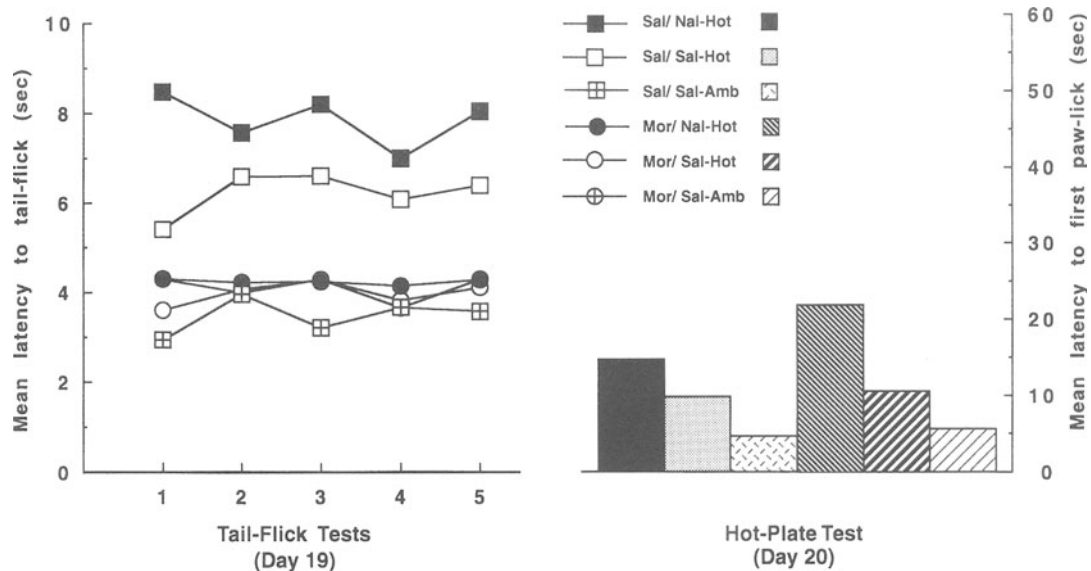 Mean latency to tail-flick (sec)
10
8
6
4
2
0
1 2 3 4 5
Tail-Flick Tests
(Day 19)
Sal/ Nal-Hot
Sal/ Sal-Hot
Sal/ Sal-Amb
Mor/ Nal-Hot
Mor/ Sal-Hot
Mor/ Sal-Amb
60
50
40
30
20
10
0
Mean latency to first paw-lick (sec)
Hot-Plate Test
(Day 20)